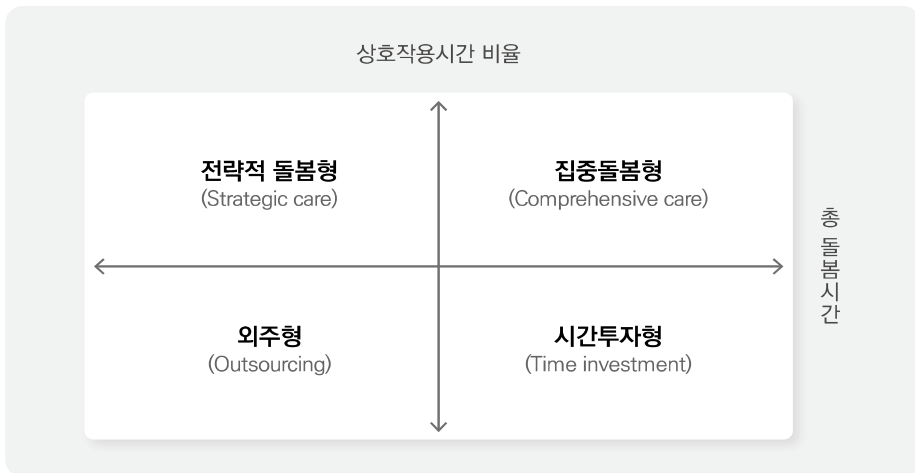 상호작용시간 비율
전략적 돌봄형
(Strategic care)
집중돌봄형
(Comprehensive care)
총 돌봄시간
외주형
(Outsourcing)
시간투자형
(Time investment)